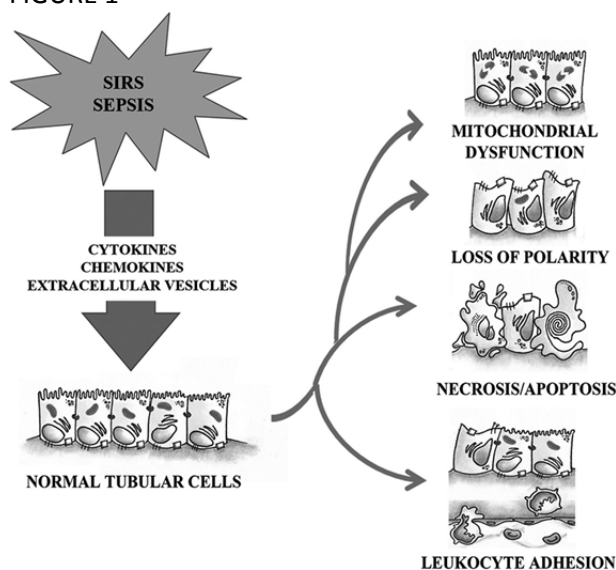 FIGURE 1
SIRS
SEPSIS
CYTOKINES
CHEMOKINES
EXTRACELLULAR VESICLES
NORMAL TUBULAR CELLS
MITOCHONDRIAL
DYSFUNCTION
LOSS OF POLARITY
NECROSIS/APOPTOSIS
LEUKOCYTE ADHESION